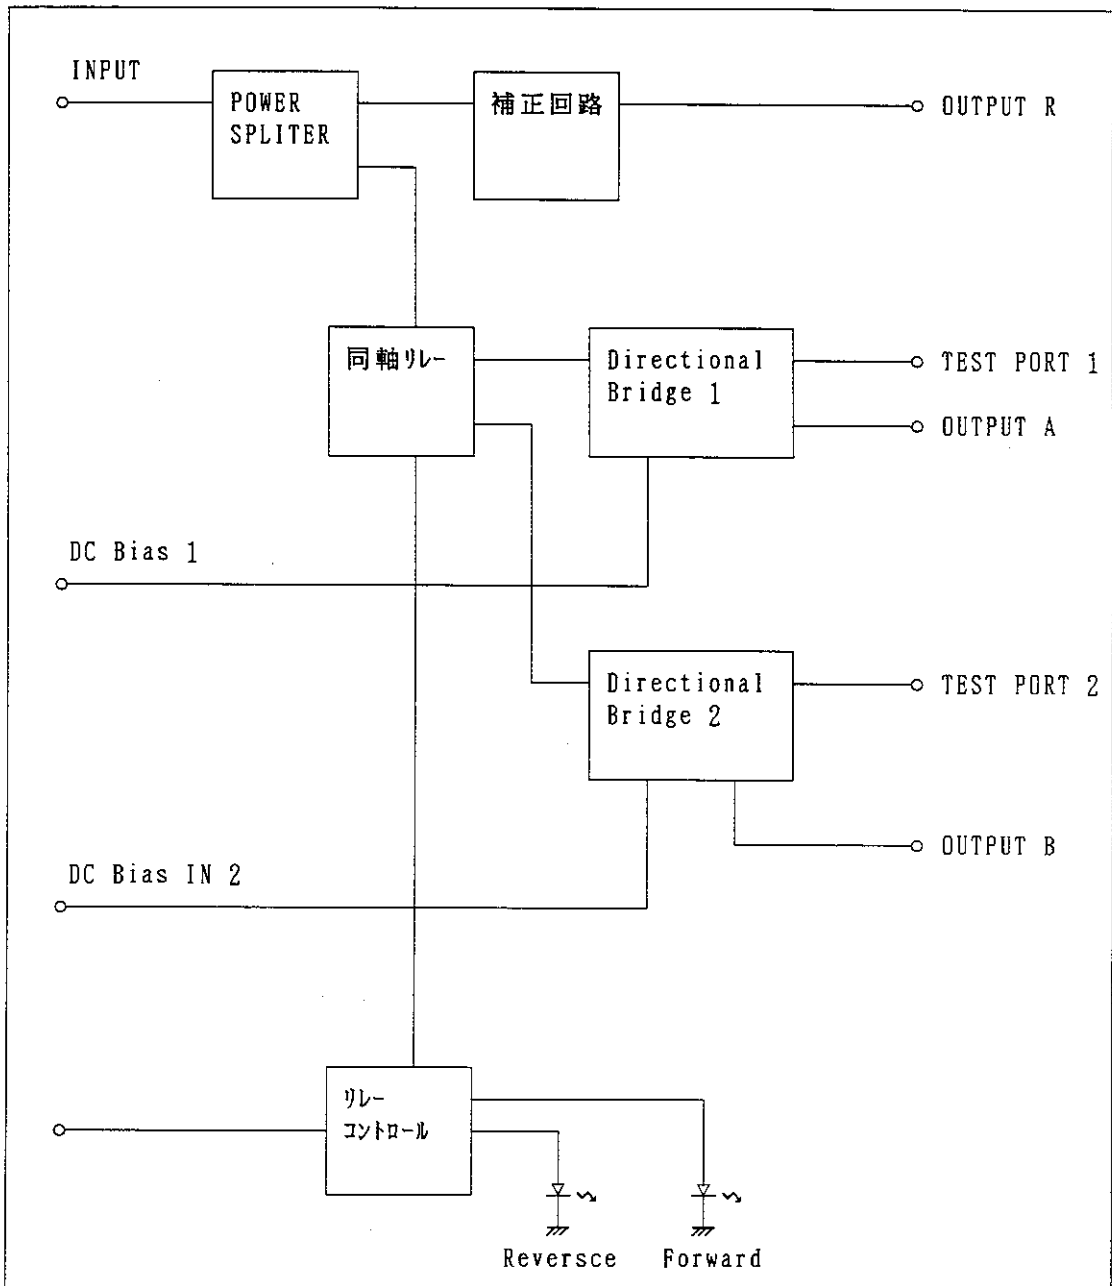 INPUT
POWER
SPLITER
補正回路
OUTPUT R
同軸リレー
Directional
Bridge 1
TEST PORT 1
OUTPUT A
DC Bias 1
Directional
Bridge 2
TEST PORT 2
OUTPUT B
DC Bias IN 2
リレー
コントロール
Reversce
Forward